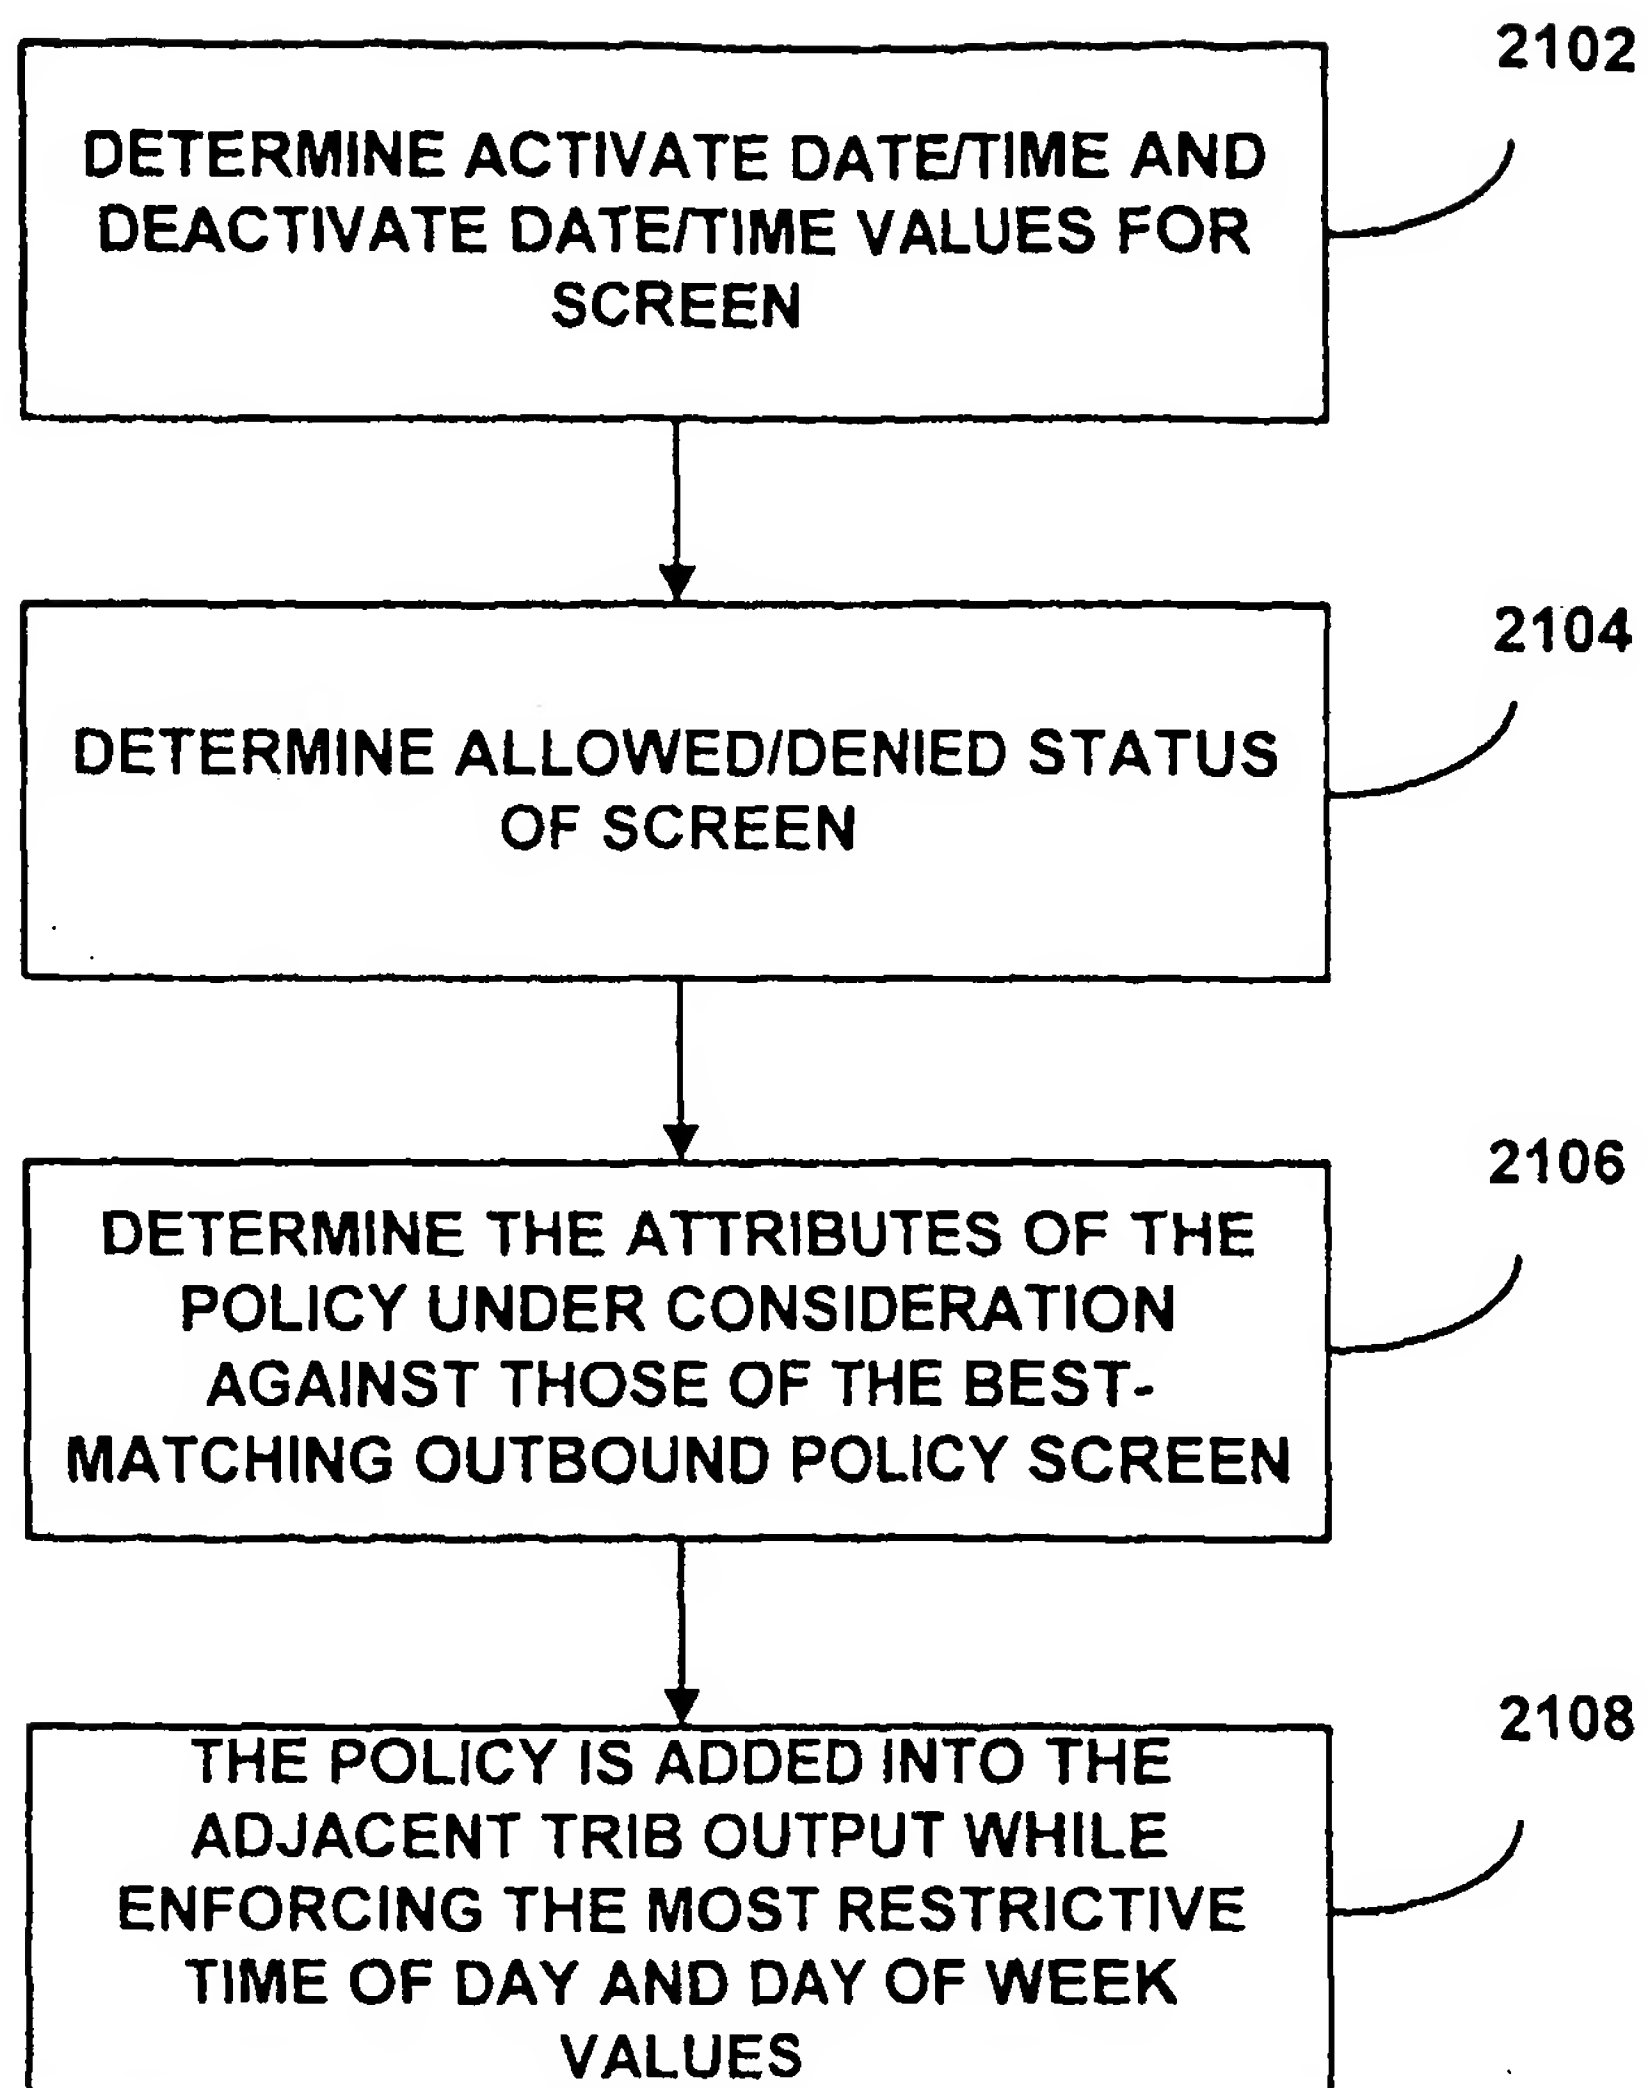 2102
DETERMINE ACTIVATE DATE/TIME AND
DEACTIVATE DATE/TIME VALUES FOR
SCREEN
2104
DETERMINE ALLOWED/DENIED STATUS
OF SCREEN
2106
DETERMINE THE ATTRIBUTES OF THE
POLICY UNDER CONSIDERATION
AGAINST THOSE OF THE BEST-
MATCHING OUTBOUND POLICY SCREEN
2108
THE POLICY IS ADDED INTO THE
ADJACENT TRIB OUTPUT WHILE
ENFORCING THE MOST RESTRICTIVE
TIME OF DAY AND DAY OF WEEK
VALUES